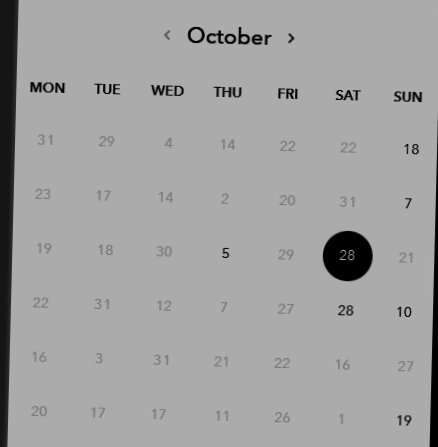 ‹ October ›
MON TUE WED THU FRI SAT SUN
31 29 4 14 22 22 18
23 17 14 2 20 31 7
19 18 30 5 29 28 21
22 31 12 7 27 28 10
16 3 31 21 22 16 27
20 17 17 11 26 1 19